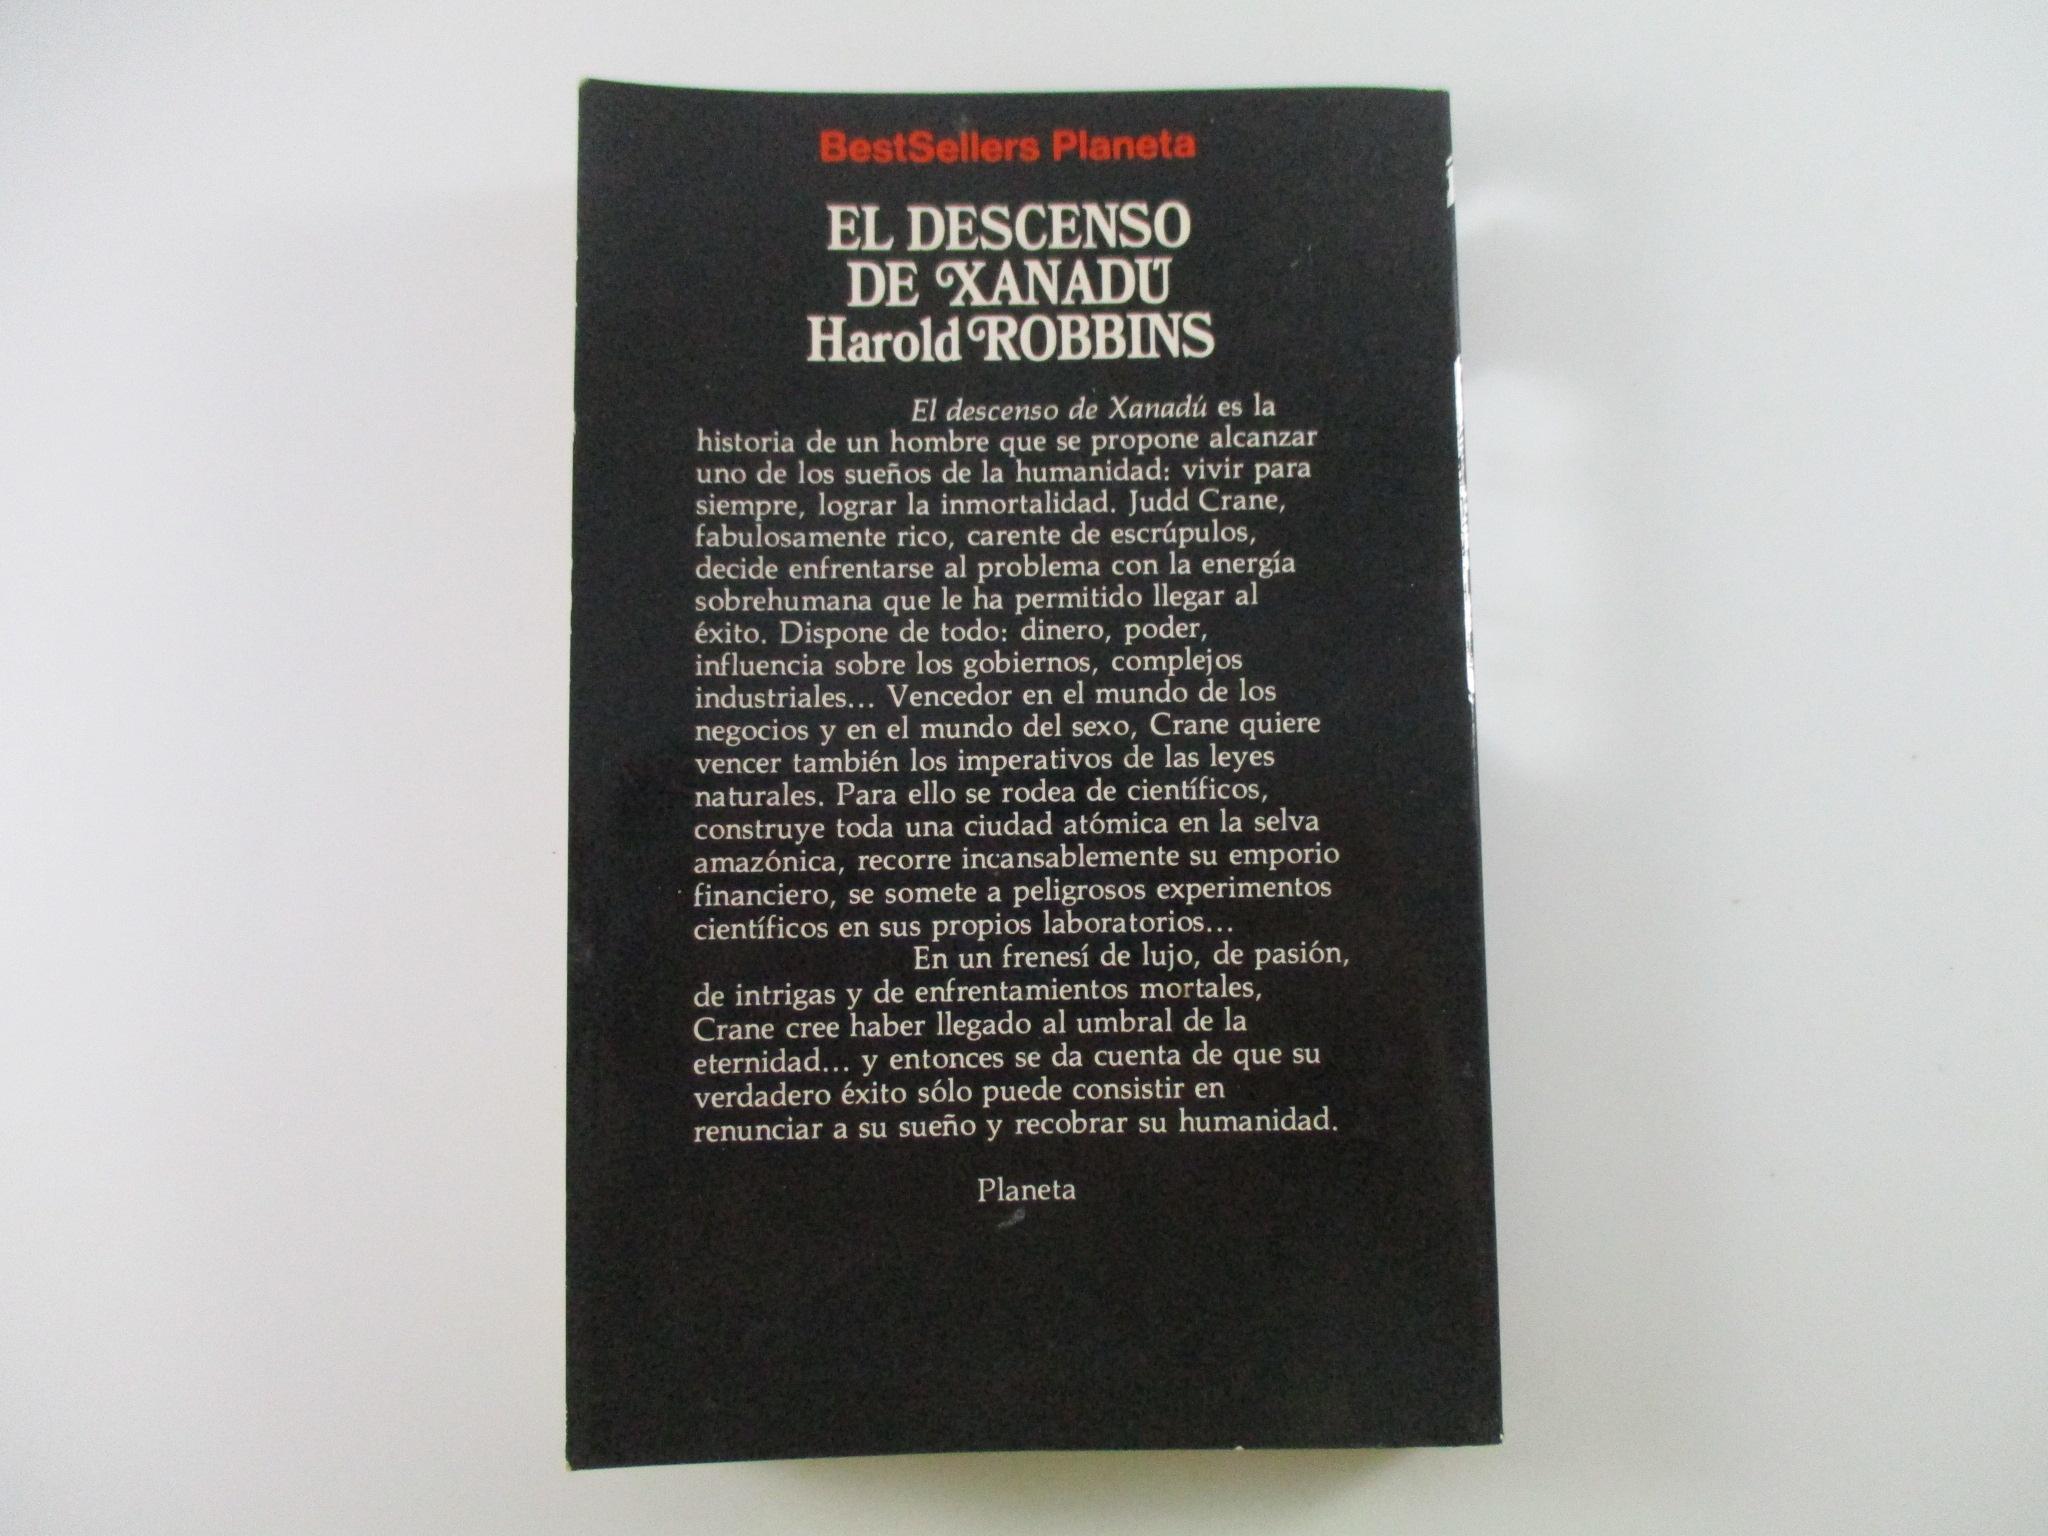 BestSellers Planeta
EL DESCENSO
DE XANADÚ
Harold ROBBINS
El descenso de Xanadú es la
historia de un hombre que se propone alcanzar
uno de los sueños de la humanidad: vivir para
siempre, lograr la inmortalidad. Judd Crane,
fabulosamente rico, carente de escrúpulos,
decide enfrentarse al problema con la energía
sobrehumana que le ha permitido llegar al
éxito. Dispone de todo: dinero, poder,
influencia sobre los gobiernos, complejos
industriales... Vencedor en el mundo de los
negocios y en el mundo del sexo, Crane quiere
vencer también los imperativos de las leyes
naturales. Para ello se rodea de científicos,
construye toda una ciudad atómica en la selva
amazónica, recorre incansablemente su emporio
financiero, se somete a peligrosos experimentos
científicos en sus propios laboratorios...
En un frenesí de lujo, de pasión,
de intrigas y de enfrentamientos mortales,
Crane cree haber llegado al umbral de la
eternidad... y entonces se da cuenta de que su
verdadero éxito sólo puede consistir en
renunciar a su sueño y recobrar su humanidad.
Planeta